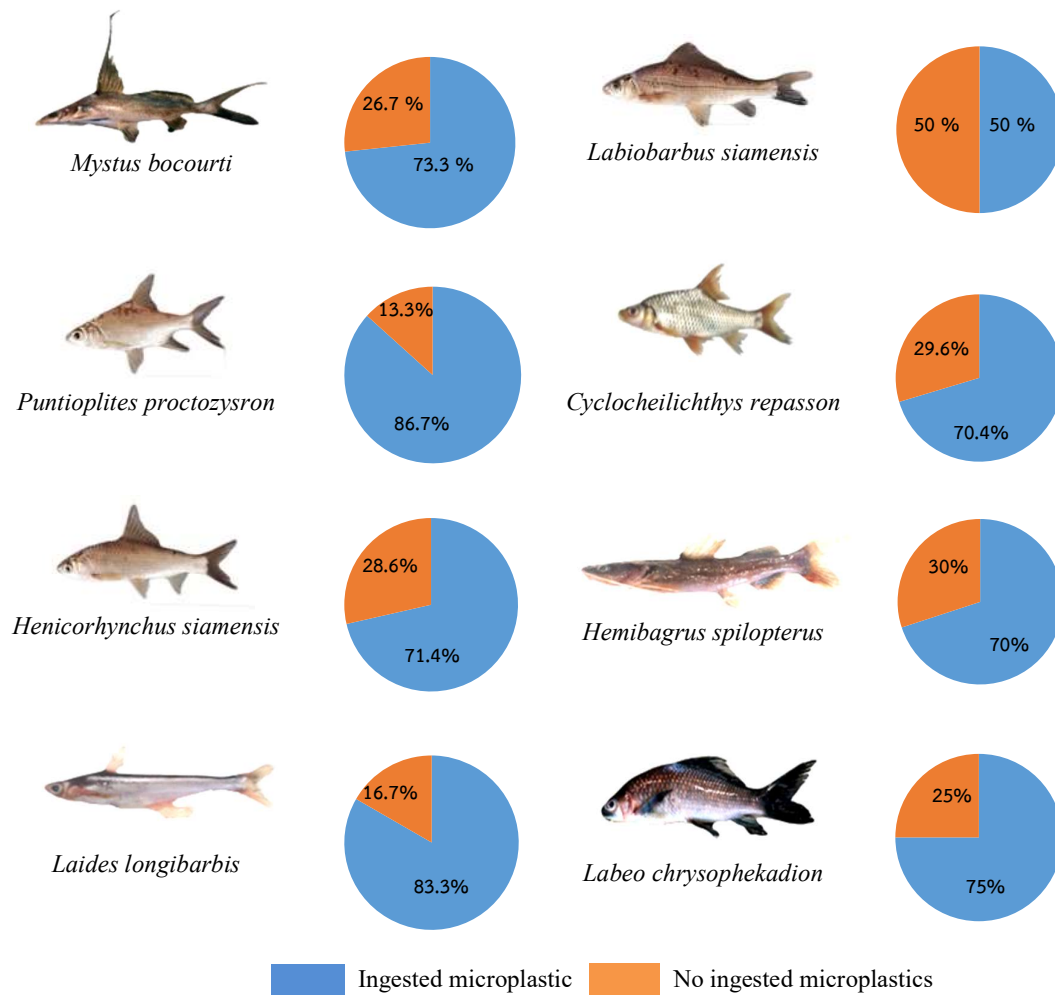 26.7 %
73.3 %
Mystus bocourti
50 % 50 %
Labiobarbus siamensis
13.3%
86.7%
Puntioplites proctozysron
29.6%
70.4%
Cyclocheilichthys repasson
28.6%
71.4%
Henicorhynchus siamensis
30%
70%
Hemibagrus spilopterus
16.7%
83.3%
Laides longibarbis
25%
75%
Labeo chrysophekadion
Ingested microplastic
No ingested microplastics